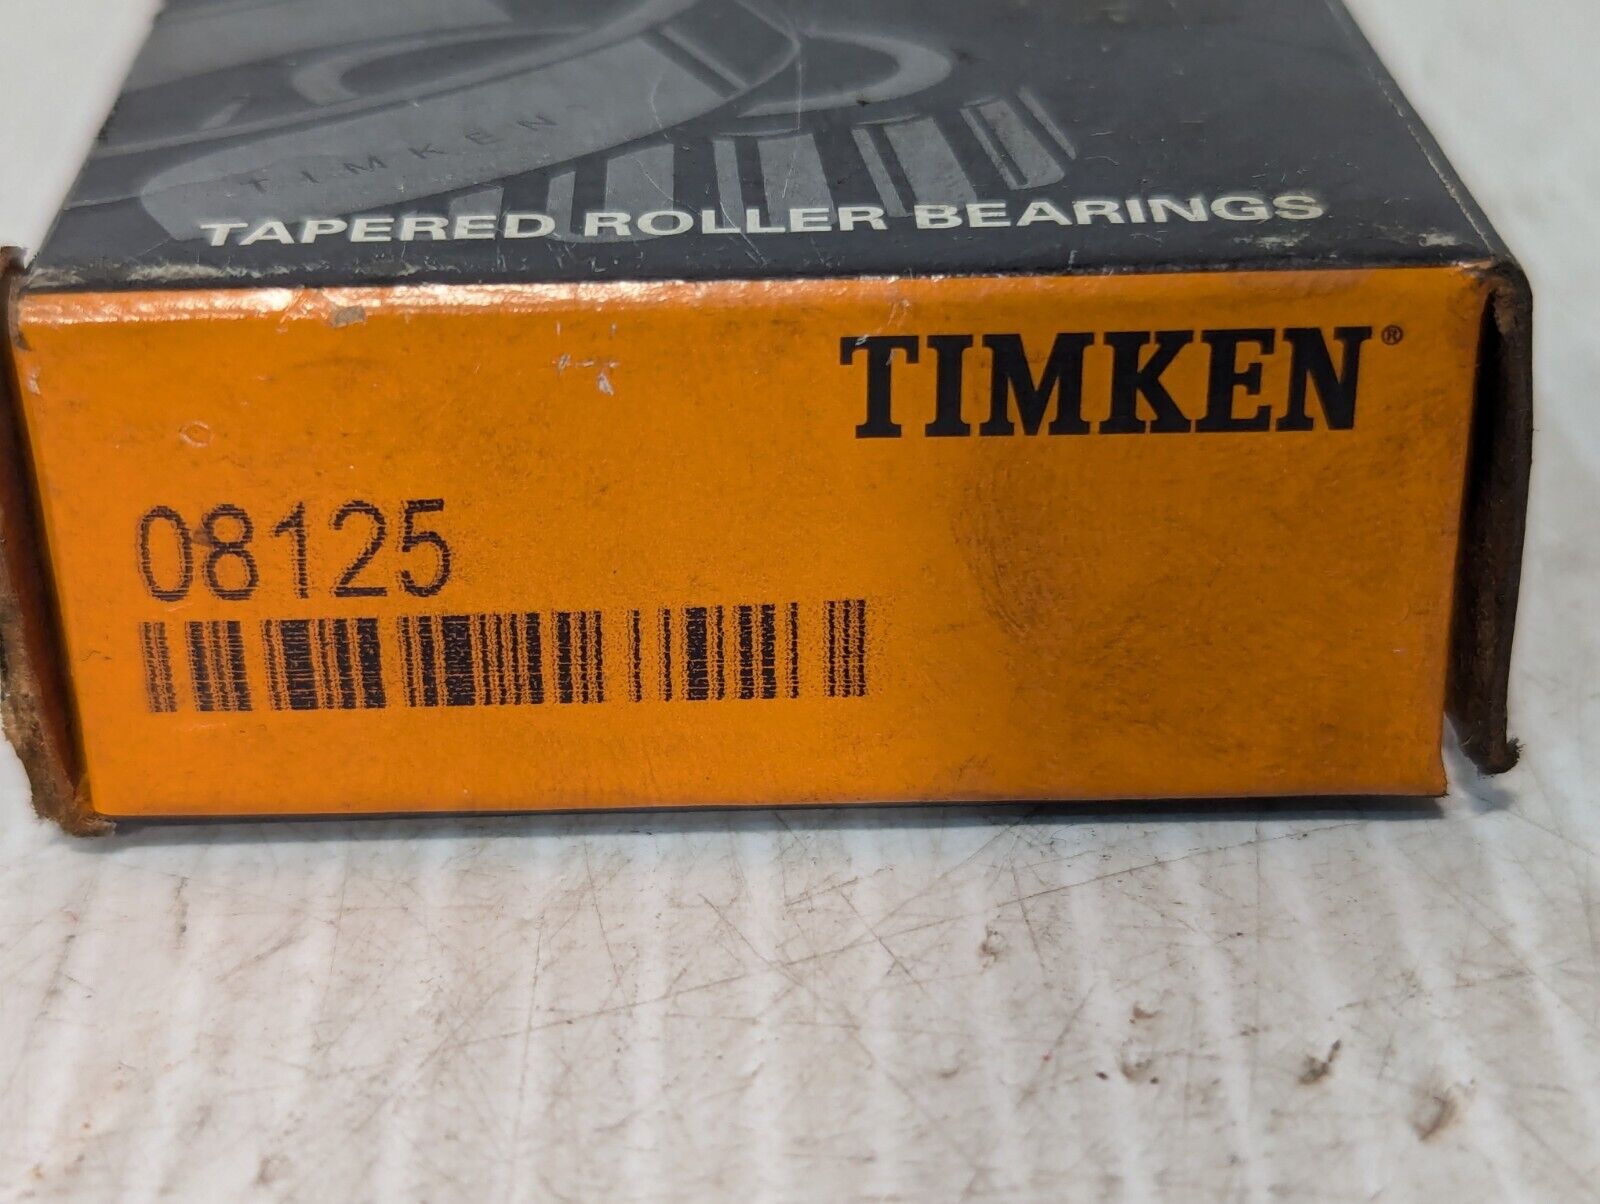 TIMKEN
TAPERED ROLLER BEARINGS
TIMKEN®
08125